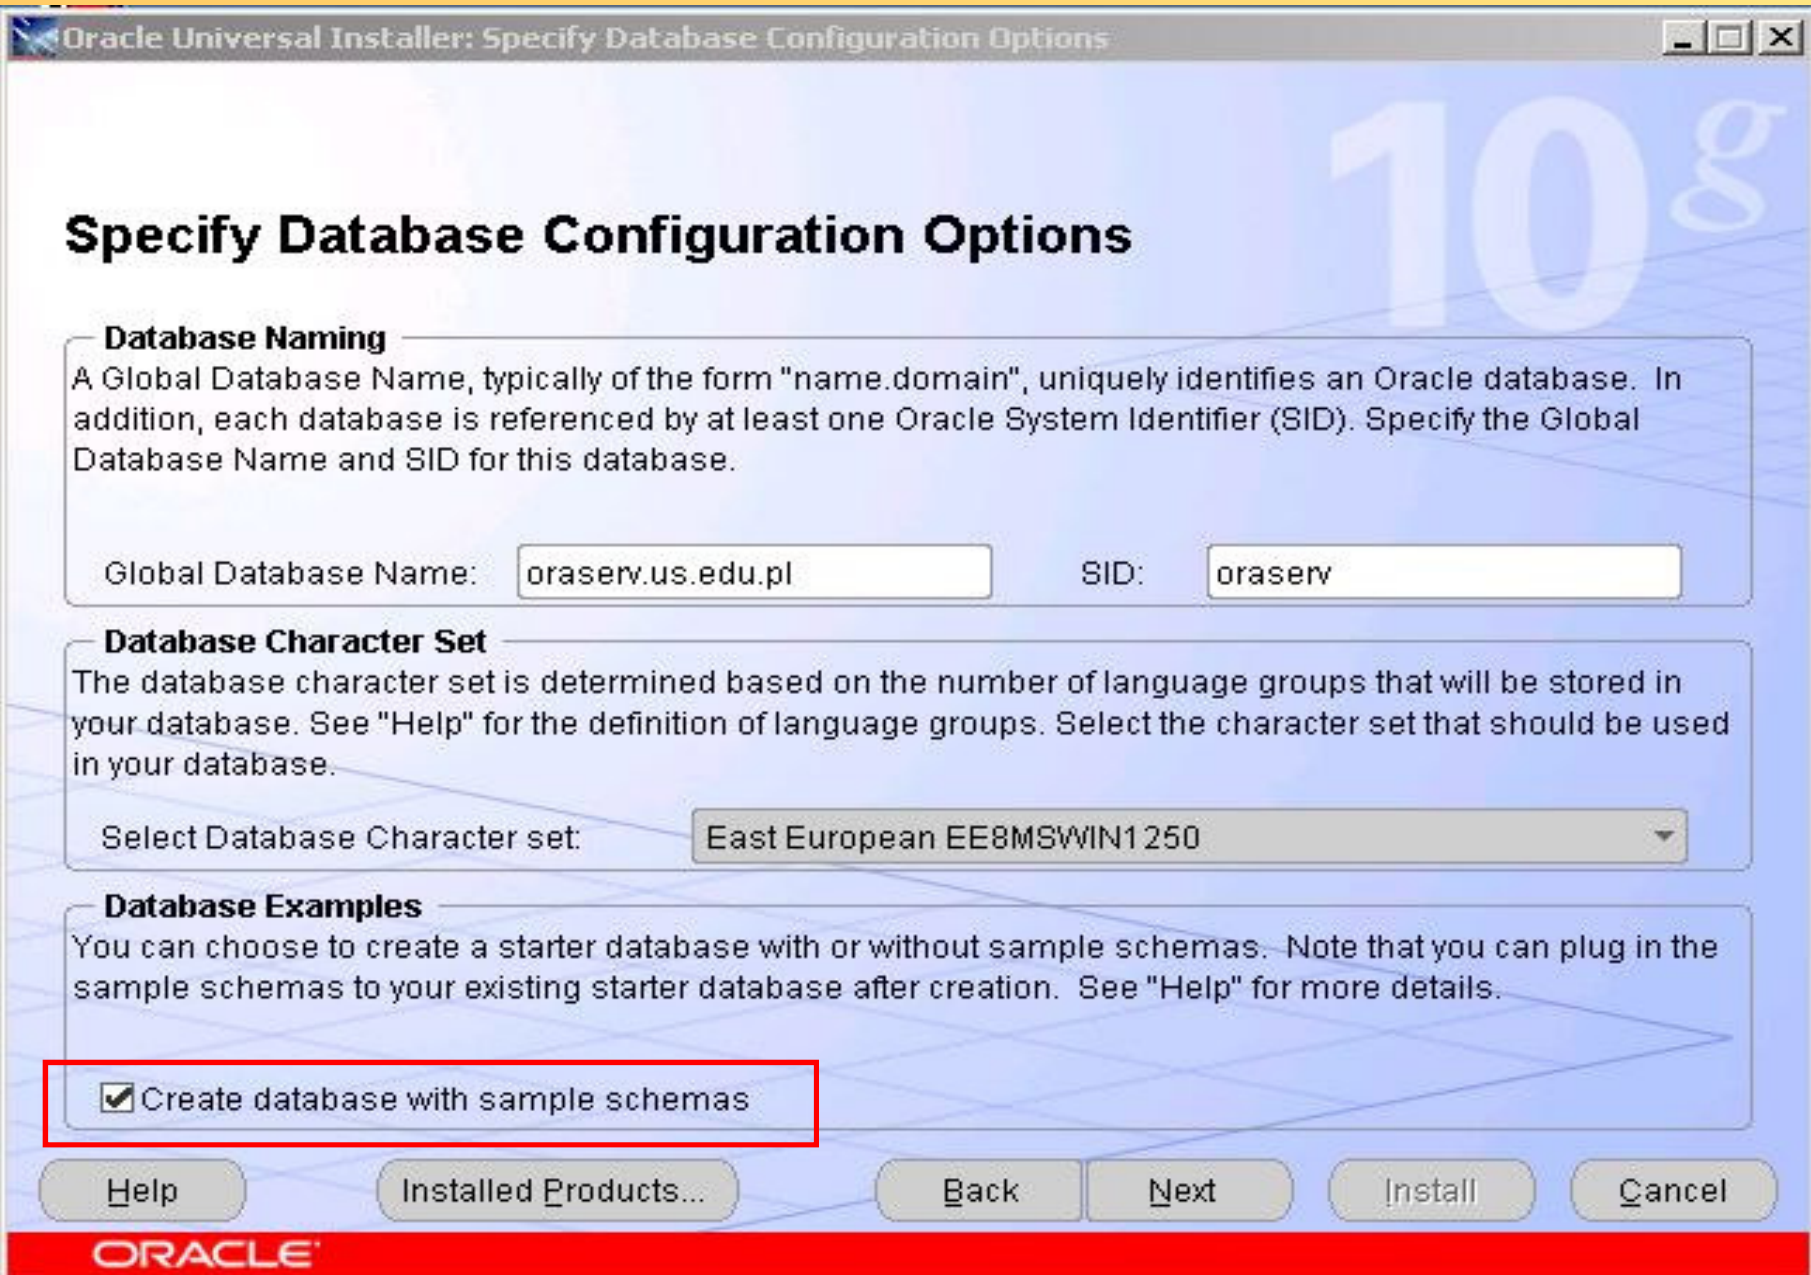 Oracle Universal Installer: Specify Database Configuration Options
10g
Specify Database Configuration Options
Database Naming
A Global Database Name, typically of the form "name.domain", uniquely identifies an Oracle database. In
addition, each database is referenced by at least one Oracle System Identifier (SID). Specify the Global
Database Name and SID for this database.
Global Database Name: oraserv.us.edu.pl SID: oraserv
Database Character Set
The database character set is determined based on the number of language groups that will be stored in
your database. See "Help" for the definition of language groups. Select the character set that should be used
in your database.
Select Database Character set: East European EE8MSWIN1250
Database Examples
You can choose to create a starter database with or without sample schemas. Note that you can plug in the
sample schemas to your existing starter database after creation. See "Help" for more details.
Create database with sample schemas
Help Installed Products... Back Next Install Cancel
ORACLE